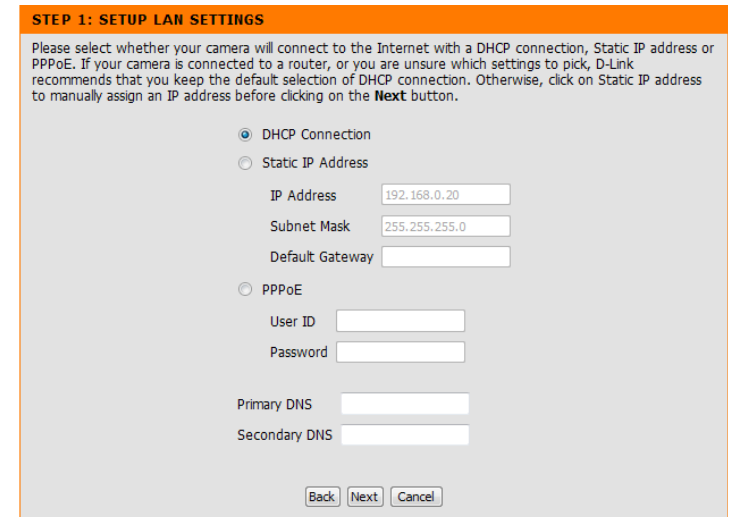 STEP 1: SETUP LAN SETTINGS
Please select whether your camera will connect to the Internet with a DHCP connection, Static IP address or
PPPoE. If your camera is connected to a router, or you are unsure which settings to pick, D-Link
recommends that you keep the default selection of DHCP connection. Otherwise, click on Static IP address
to manually assign an IP address before clicking on the Next button.
DHCP Connection
Static IP Address
IP Address 192.168.0.20
Subnet Mask 255.255.255.0
Default Gateway
PPPoE
User ID
Password
Primary DNS
Secondary DNS
Back Next Cancel